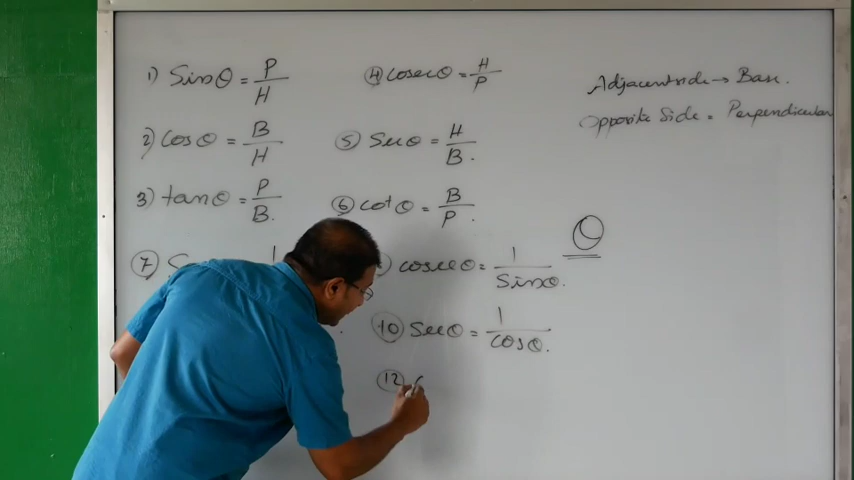 1) Sinθ = P/H
④ cosecθ = H/P
Adjacent side → Base.
Opposite Side = Perpendicular
2) cosθ = B/H
⑤ Secθ = H/B.
3) tanθ = P/B.
⑥ cotθ = B/P.
θ
⑦ S 1
) cosecθ = 1/Sinθ.
⑩ Secθ = 1/cosθ.
⑫